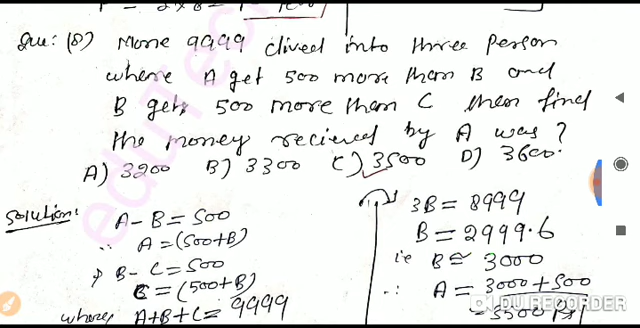 Que: (8) Mone 9999 dived into three person
where A get 500 more than B and
B gets 500 more than C then find
the money recieved by A was?
A) 3200 B) 3300 C) 3500 D) 3600
Solution:
A-B=500
∴ A=(500+B)
B-C=500
=(500+B)
where A+B+C=9999
3B=8999
B=2999.6
ie B≅3000
∴ A=3000+500
DU RECORDER